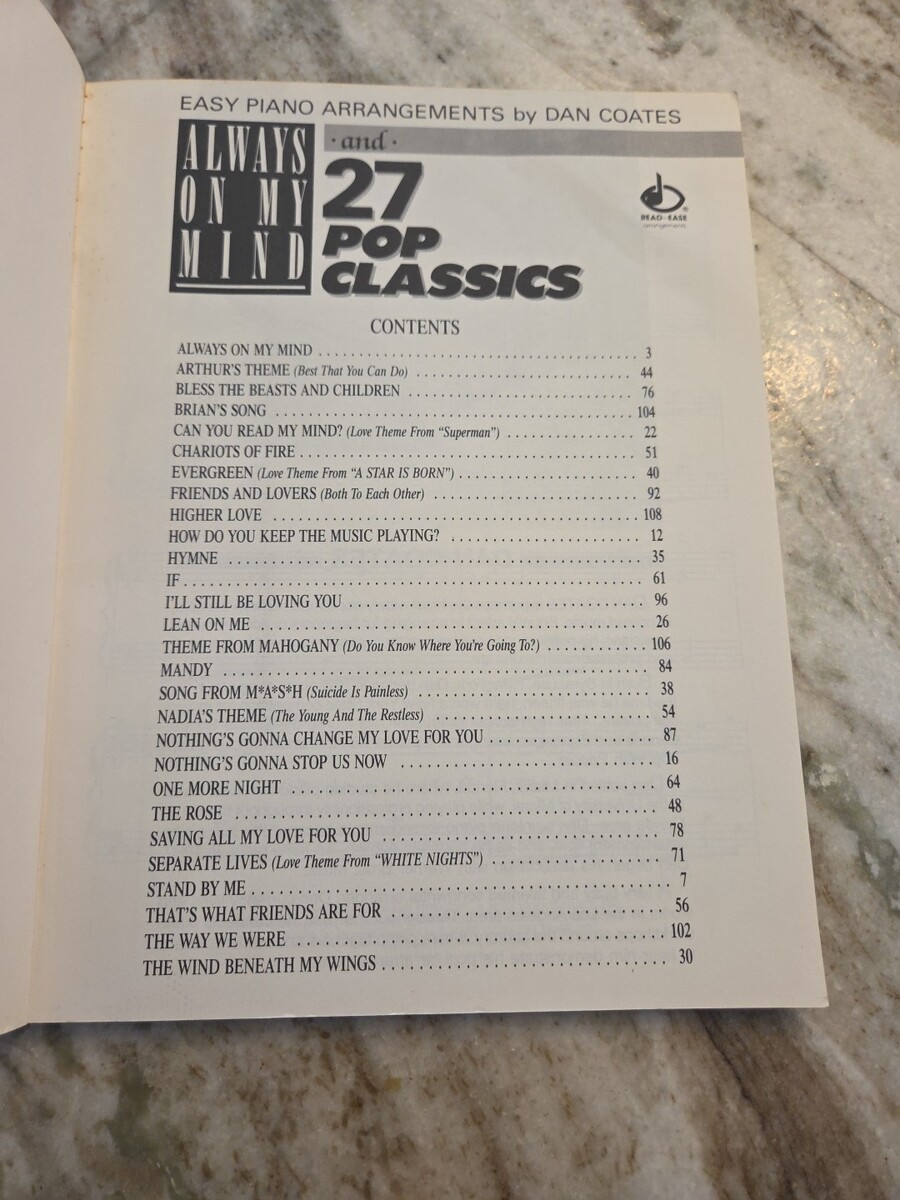 EASY PIANO ARRANGEMENTS by DAN COATES
ALWAYS
ON MY
MIND
·and·
27
POP
CLASSICS
READ-EASE
arrangements
CONTENTS
ALWAYS ON MY MIND . . . . . . . . . . 3
ARTHUR'S THEME (Best That You Can Do) . . . . . . . . . . 44
BLESS THE BEASTS AND CHILDREN . . . . . . . . . . 76
BRIAN'S SONG . . . . . . . . . . 104
CAN YOU READ MY MIND? (Love Theme From "Superman") . . . . . . . . . . 22
CHARIOTS OF FIRE . . . . . . . . . . 51
EVERGREEN (Love Theme From "A STAR IS BORN") . . . . . . . . . . 40
FRIENDS AND LOVERS (Both To Each Other) . . . . . . . . . . 92
HIGHER LOVE . . . . . . . . . . 108
HOW DO YOU KEEP THE MUSIC PLAYING? . . . . . . . . . . 12
HYMNE . . . . . . . . . . 35
IF . . . . . . . . . . 61
I'LL STILL BE LOVING YOU . . . . . . . . . . 96
LEAN ON ME . . . . . . . . . . 26
THEME FROM MAHOGANY (Do You Know Where You're Going To?) . . . . . . . . . . 106
MANDY . . . . . . . . . . 84
SONG FROM M*A*S*H (Suicide Is Painless) . . . . . . . . . . 38
NADIA'S THEME (The Young And The Restless) . . . . . . . . . . 54
NOTHING'S GONNA CHANGE MY LOVE FOR YOU . . . . . . . . . . 87
NOTHING'S GONNA STOP US NOW . . . . . . . . . . 16
ONE MORE NIGHT . . . . . . . . . . 64
THE ROSE . . . . . . . . . . 48
SAVING ALL MY LOVE FOR YOU . . . . . . . . . . 78
SEPARATE LIVES (Love Theme From "WHITE NIGHTS") . . . . . . . . . . 71
STAND BY ME . . . . . . . . . . 7
THAT'S WHAT FRIENDS ARE FOR . . . . . . . . . . 56
THE WAY WE WERE . . . . . . . . . . 102
THE WIND BENEATH MY WINGS . . . . . . . . . . 30